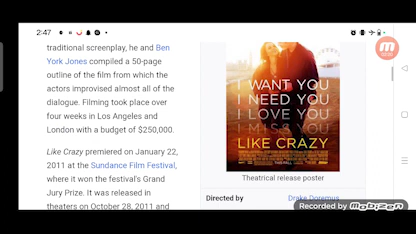 2:47
traditional screenplay, he and Ben
York Jones compiled a 50-page
outline of the film from which the
actors improvised almost all of the
dialogue. Filming took place over
four weeks in Los Angeles and
London with a budget of $250,000.
Like Crazy premiered on January 22,
2011 at the Sundance Film Festival,
where it won the festival's Grand
Jury Prize. It was released in
theaters on October 28, 2011 and
I WANT YOU
I NEED YOU
I LOVE YOU
I MISS YOU
LIKE CRAZY
Theatrical release poster
Directed by
Drake Doremus
Recorded by mobizen